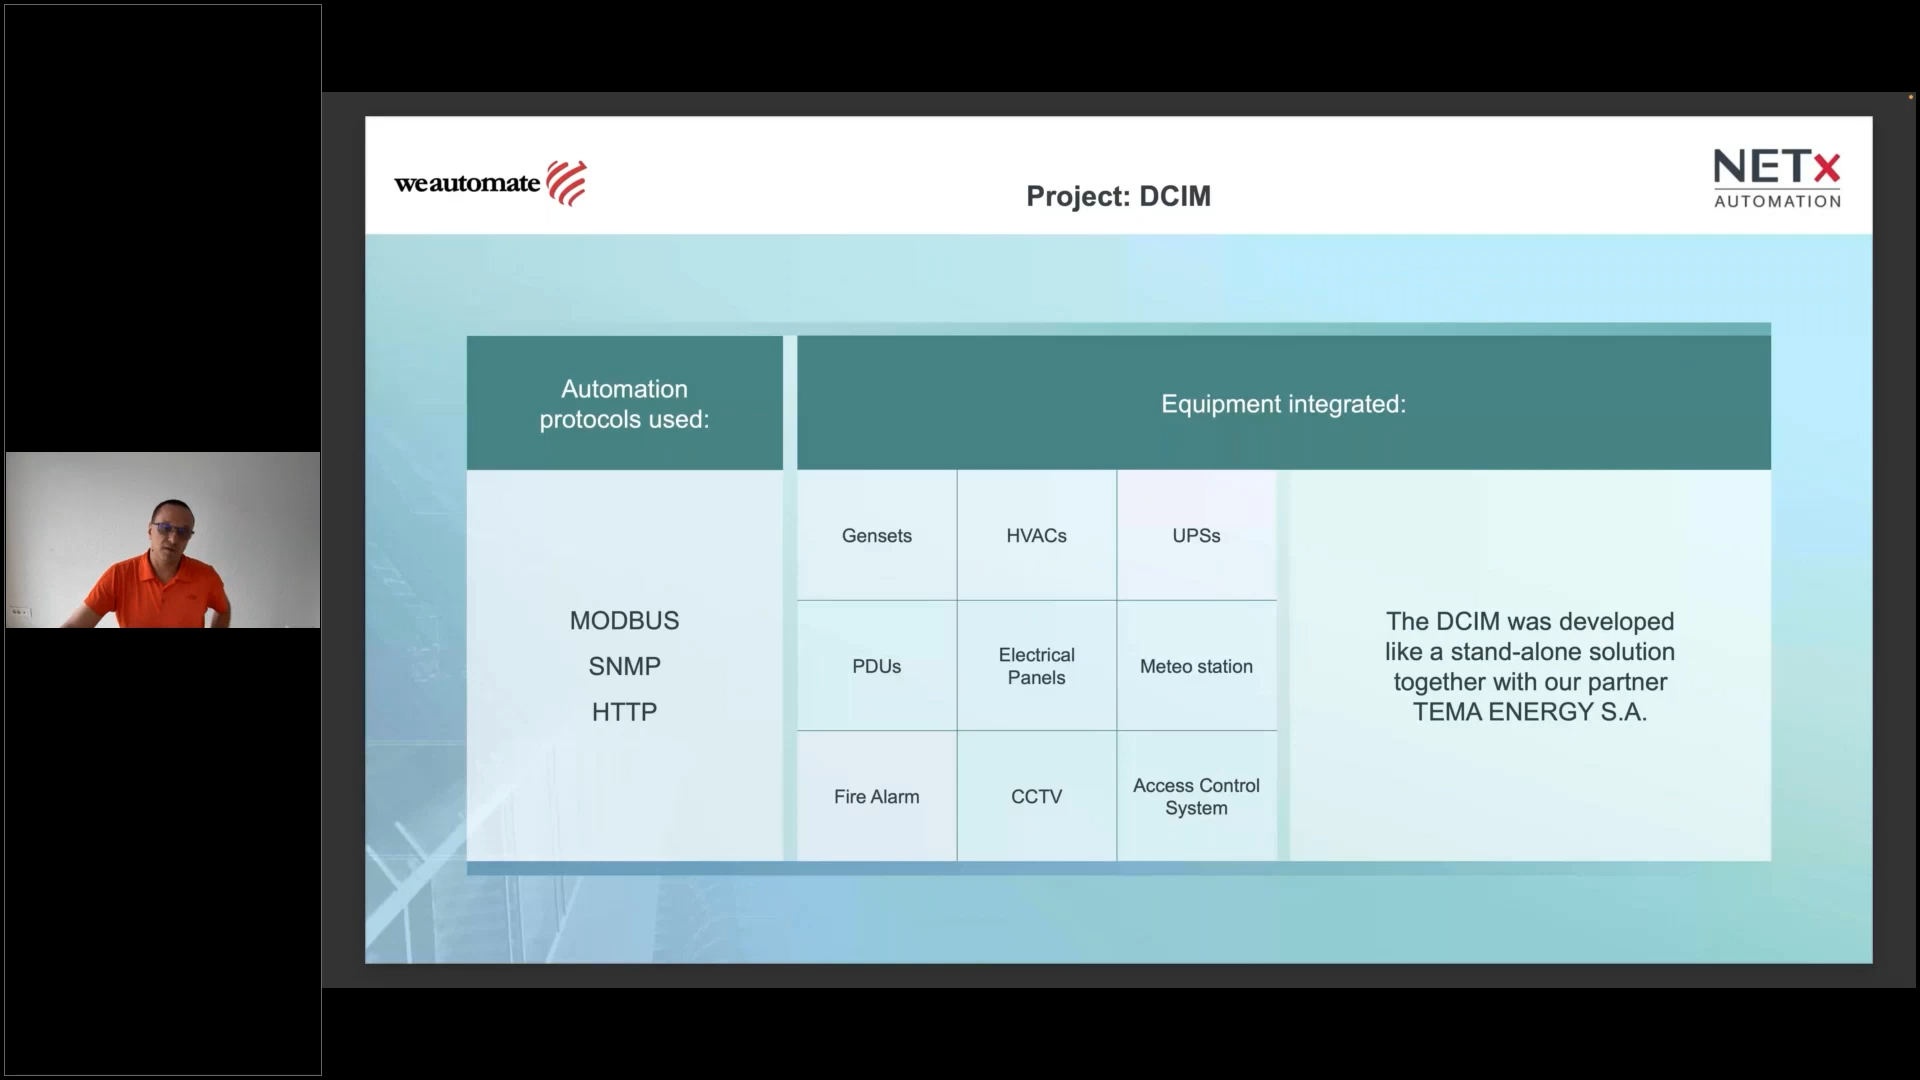 weautomate
Project: DCIM
NETx
AUTOMATION
Automation
protocols used:
Equipment integrated:
MODBUS
SNMP
HTTP
Gensets
HVACs
UPSs
PDUs
Electrical
Panels
Meteo station
Fire Alarm
CCTV
Access Control
System
The DCIM was developed
like a stand-alone solution
together with our partner
TEMA ENERGY S.A.